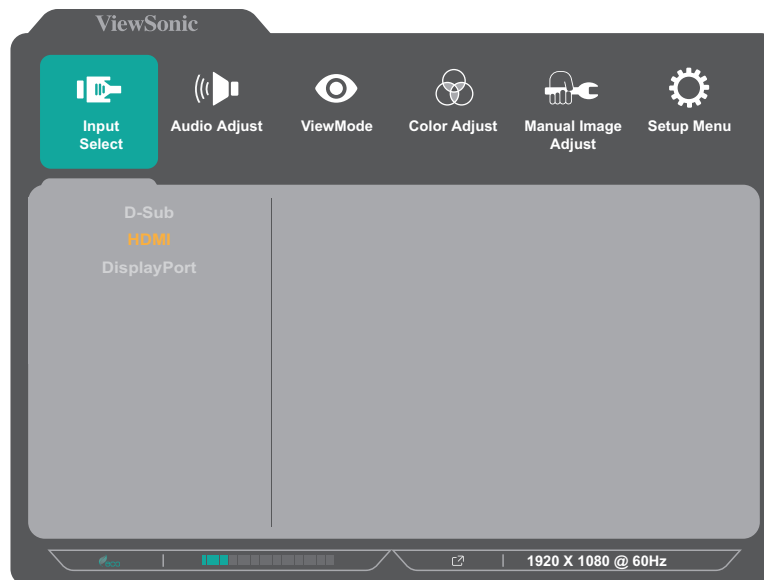 ViewSonic
Input Select
Audio Adjust
ViewMode
Color Adjust
Manual Image Adjust
Setup Menu
D-Sub
HDMI
DisplayPort
eco
1920 X 1080 @ 60Hz